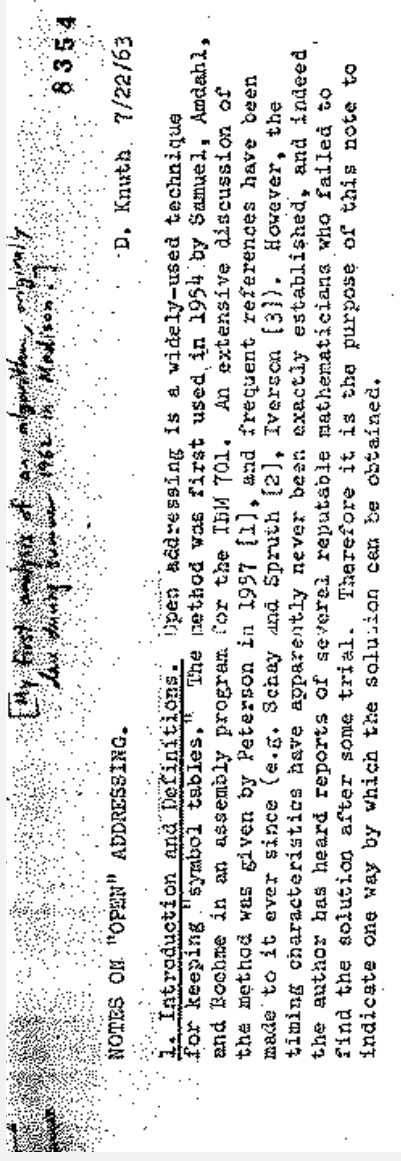 [My first analysis of an algorithm, originally
done during Summer 1962 in Madison.]
8354
NOTES ON "OPEN" ADDRESSING.
D. Knuth 7/22/63
1. Introduction and Definitions. Open addressing is a widely-used technique
for keeping "symbol tables." The method was first used in 1954 by Samuel, Amdahl,
and Boehme in an assembly program for the IBM 701. An extensive discussion of
the method was given by Peterson in 1957 [1], and frequent references have been
made to it ever since (e.g. Schay and Spruth [2], Iverson [3]). However, the
timing characteristics have apparently never been exactly established, and indeed
the author has heard reports of several reputable mathematicians who failed to
find the solution after some trial. Therefore it is the purpose of this note to
indicate one way by which the solution can be obtained.